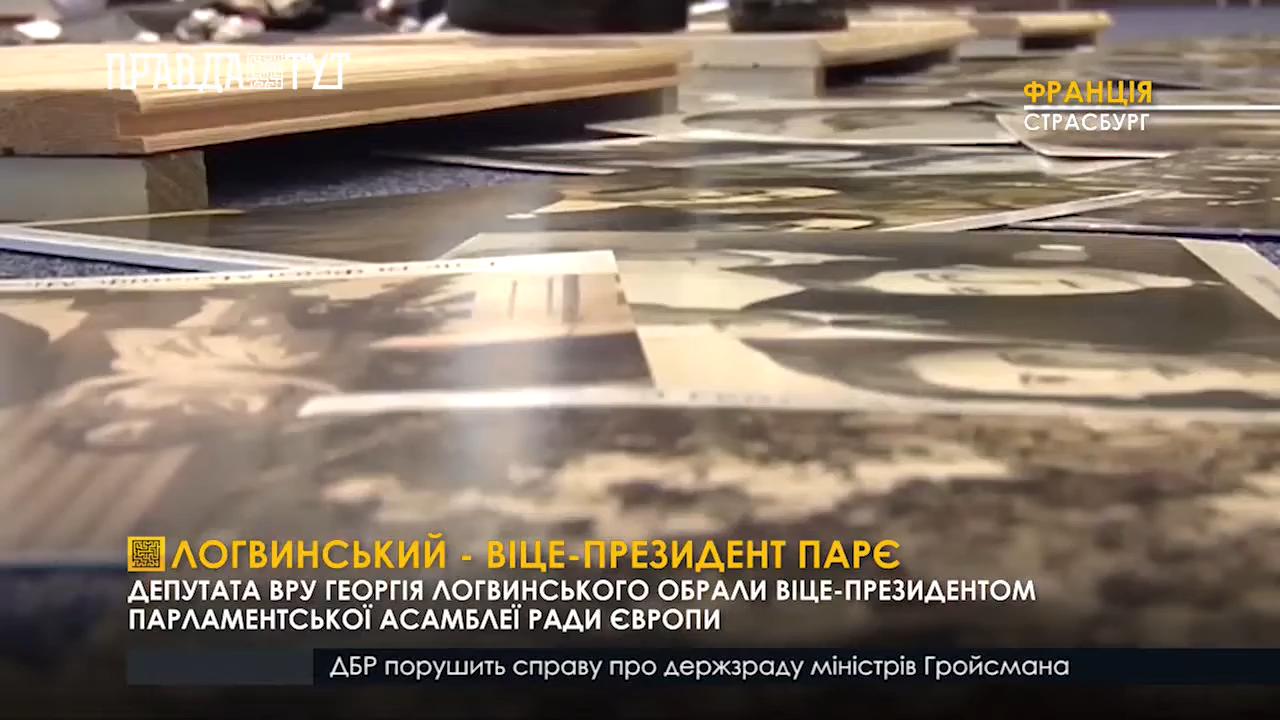 ПРАВДА ТУТ
ФРАНЦІЯ
СТРАСБУРГ
ЛОГВИНСЬКИЙ - ВІЦЕ-ПРЕЗИДЕНТ ПАРЄ
ДЕПУТАТА ВРУ ГЕОРГІЯ ЛОГВИНСЬКОГО ОБРАЛИ ВІЦЕ-ПРЕЗИДЕНТОМ
ПАРЛАМЕНТСЬКОЇ АСАМБЛЕЇ РАДИ ЄВРОПИ
ДБР порушить справу про держзраду міністрів Гройсмана